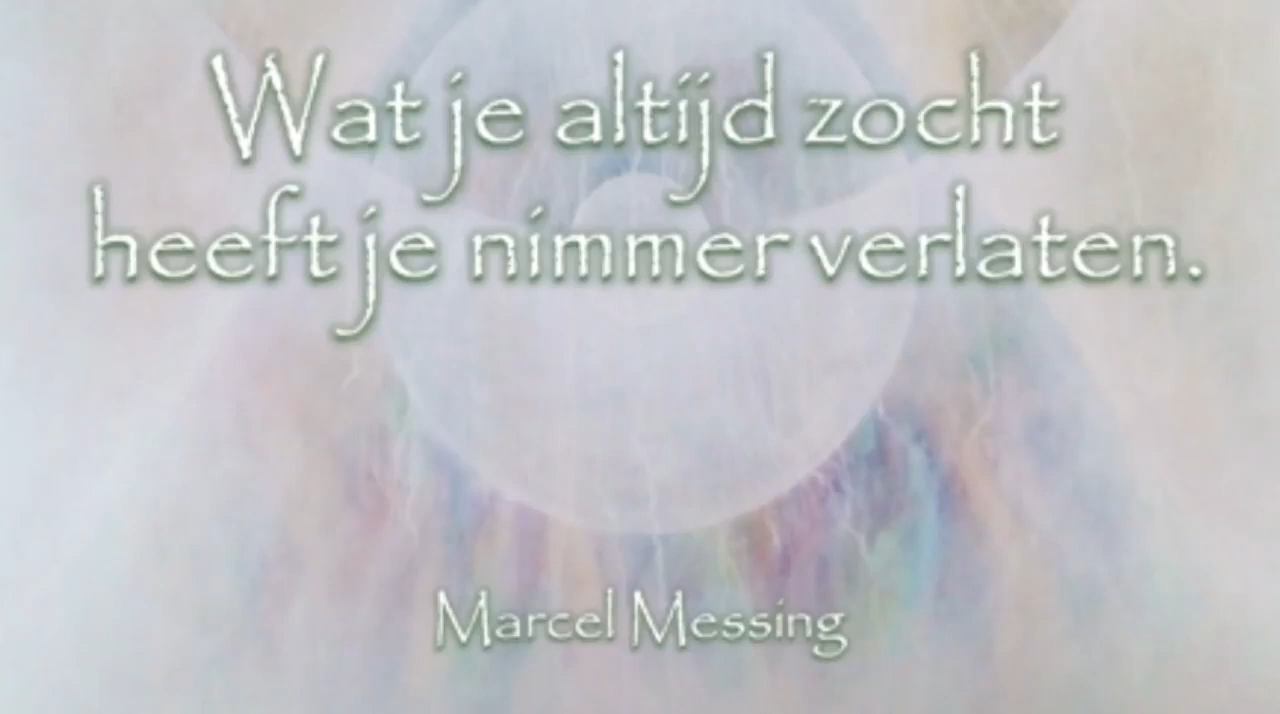 Wat je altijd zocht
heeft je nimmer verlaten.
Marcel Messing